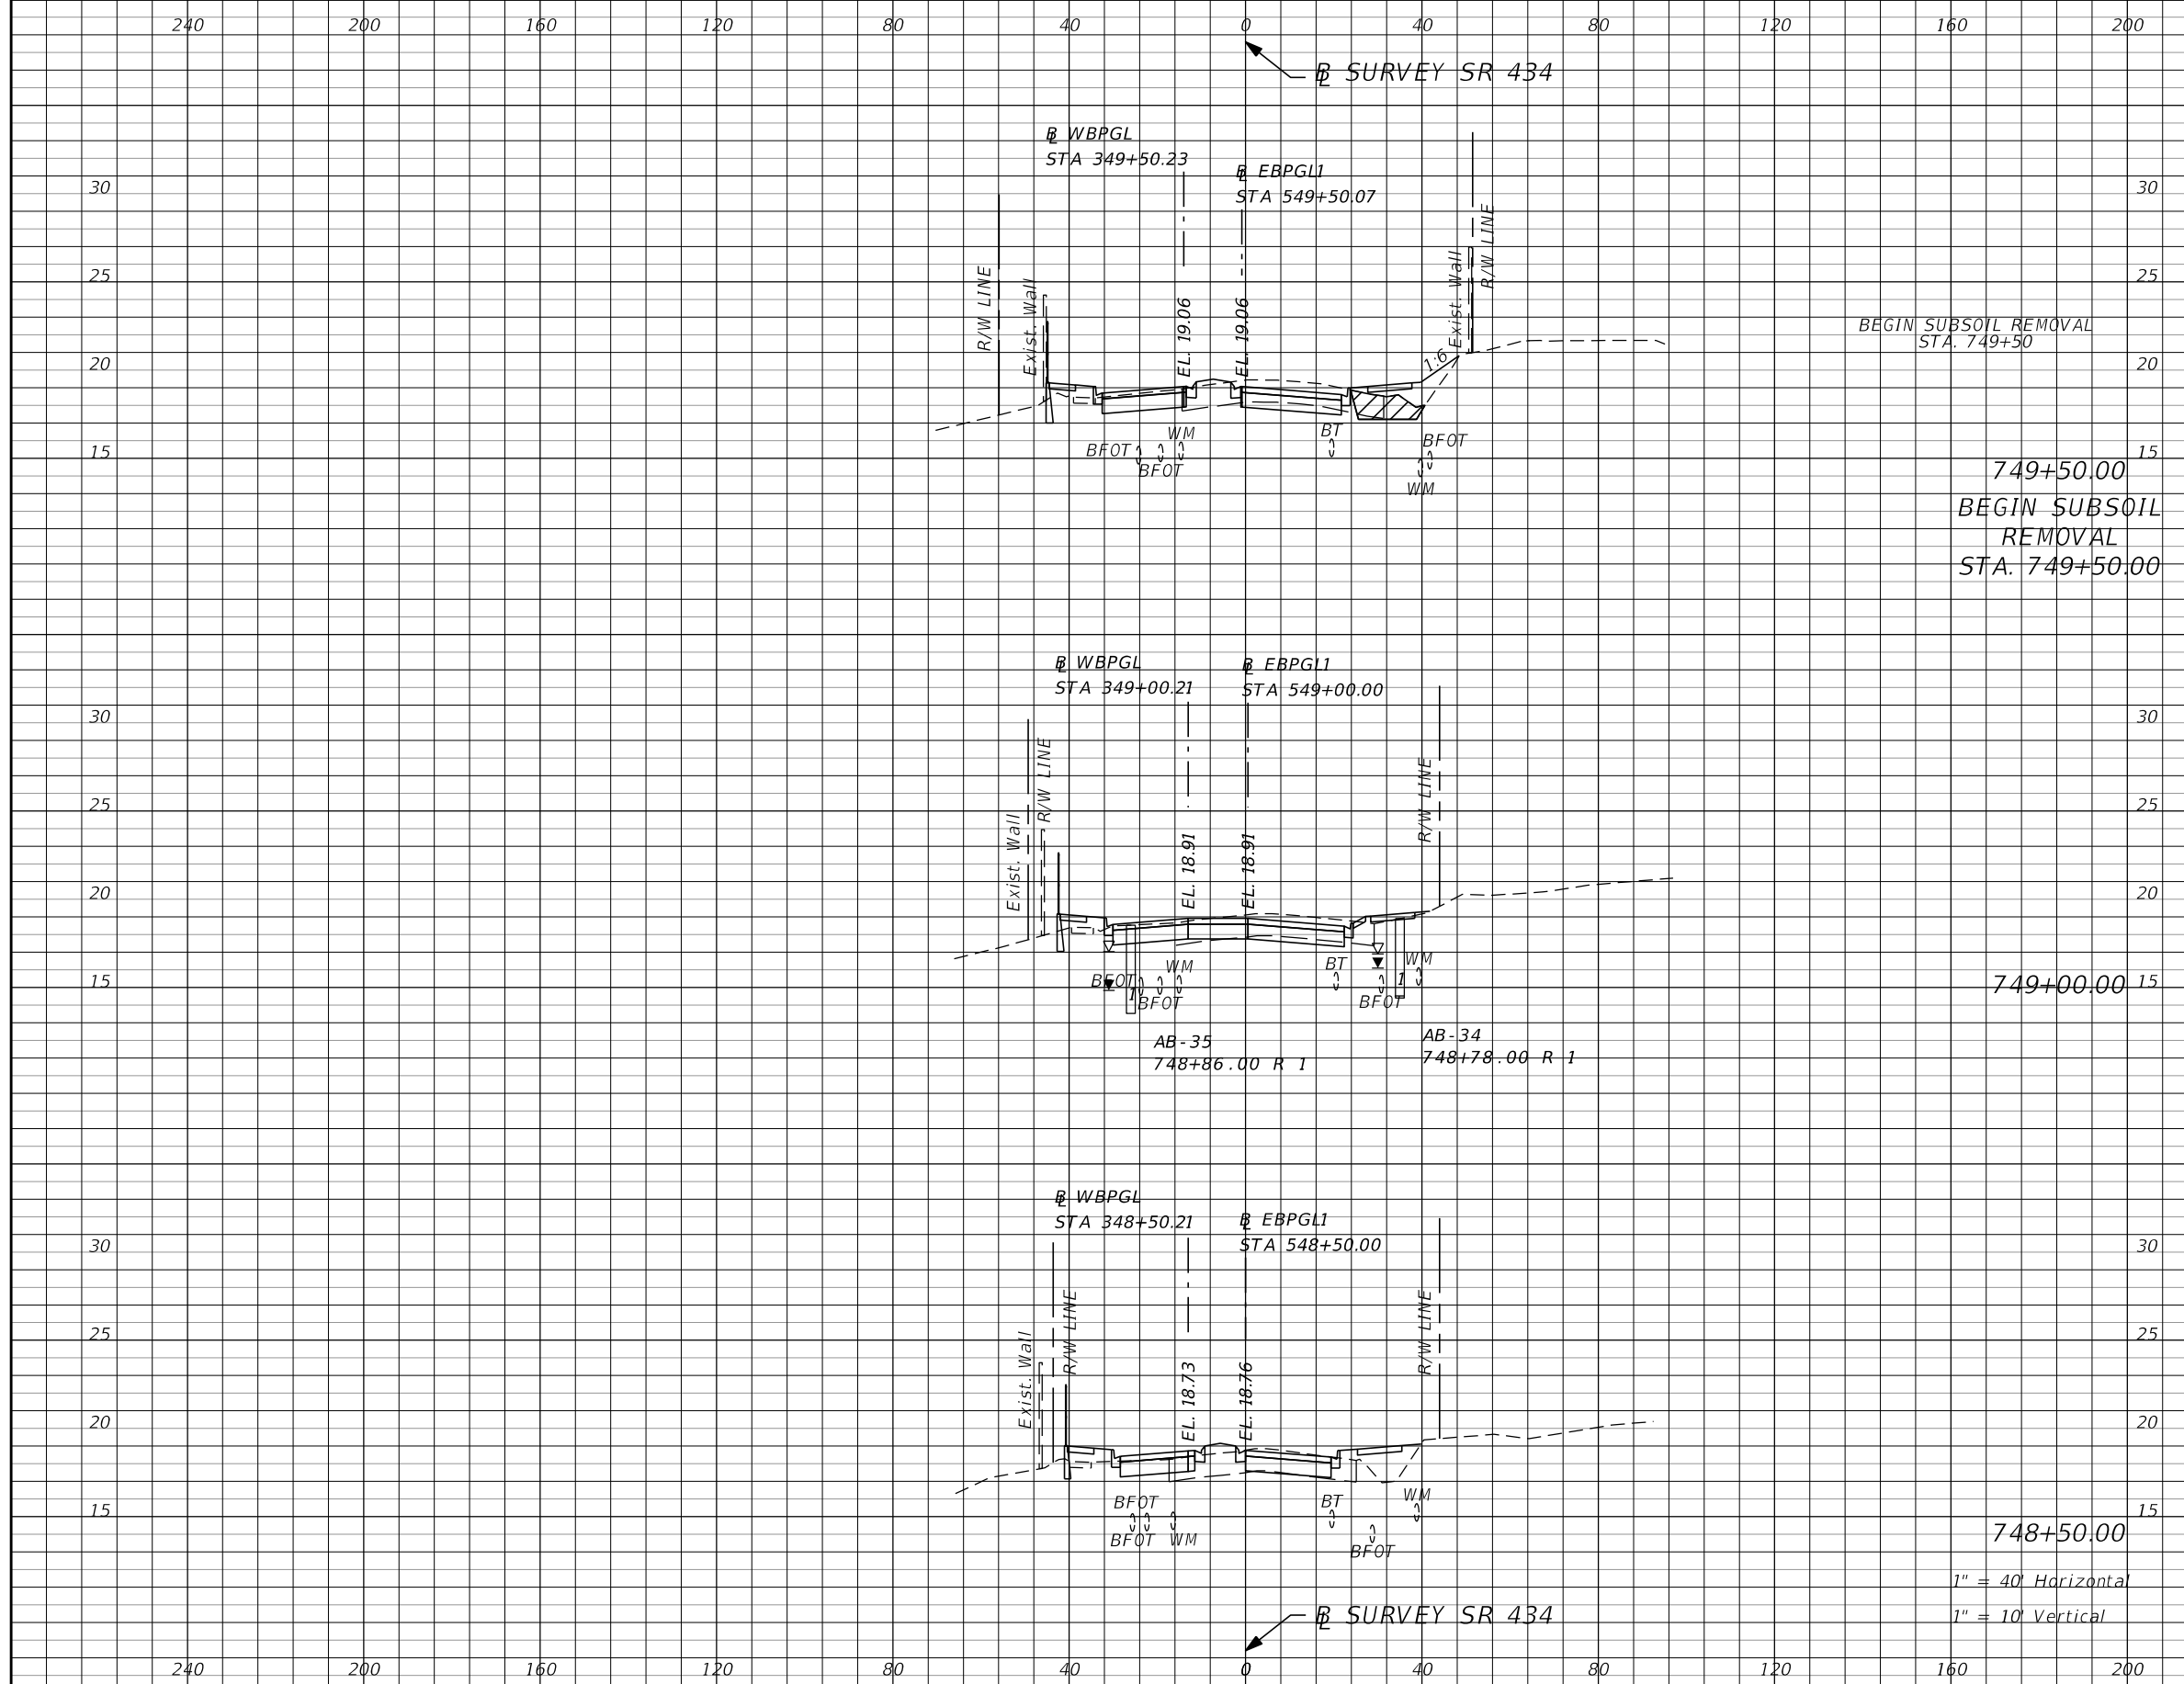 240 200 160 120 80 40 0 40 80 120 160 200
℄ SURVEY SR 434
℄ WBPGL
STA 349+50.23
℄ EBPGL1
STA 549+50.07
30 30
25 25
20 20
15 15
R/W LINE
Exist. Wall
EL. 19.06
EL. 19.06
1:6
Exist. Wall
R/W LINE
BEGIN SUBSOIL REMOVAL
STA. 749+50
BFOT
BFOT
WM
BT
BFOT
WM
749+50.00
BEGIN SUBSOIL
REMOVAL
STA. 749+50.00
℄ WBPGL
STA 349+00.21
℄ EBPGL1
STA 549+00.00
30 30
25 25
20 20
15 15
Exist. Wall
R/W LINE
EL. 18.91
EL. 18.91
R/W LINE
BFOT
1
BFOT
WM
BT
BFOT
1
WM
749+00.00
AB-35
748+86.00 R 1
AB-34
748+78.00 R 1
℄ WBPGL
STA 348+50.21
℄ EBPGL1
STA 548+50.00
30 30
25 25
20 20
15 15
Exist. Wall
R/W LINE
EL. 18.73
EL. 18.76
R/W LINE
BFOT
BFOT
WM
BT
BFOT
WM
748+50.00
1" = 40' Horizontal
1" = 10' Vertical
℄ SURVEY SR 434
240 200 160 120 80 40 0 40 80 120 160 200